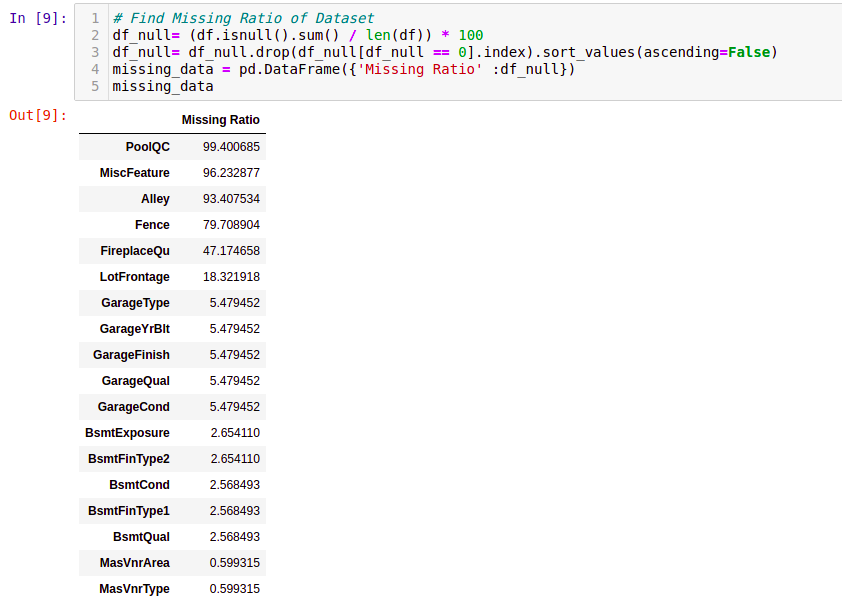 In [9]:
1 # Find Missing Ratio of Dataset
2 df_null= (df.isnull().sum() / len(df)) * 100
3 df_null= df_null.drop(df_null[df_null == 0].index).sort_values(ascending=False)
4 missing_data = pd.DataFrame({'Missing Ratio' :df_null})
5 missing_data
Out[9]:
Missing Ratio
PoolQC 99.400685
MiscFeature 96.232877
Alley 93.407534
Fence 79.708904
FireplaceQu 47.174658
LotFrontage 18.321918
GarageType 5.479452
GarageYrBlt 5.479452
GarageFinish 5.479452
GarageQual 5.479452
GarageCond 5.479452
BsmtExposure 2.654110
BsmtFinType2 2.654110
BsmtCond 2.568493
BsmtFinType1 2.568493
BsmtQual 2.568493
MasVnrArea 0.599315
MasVnrType 0.599315